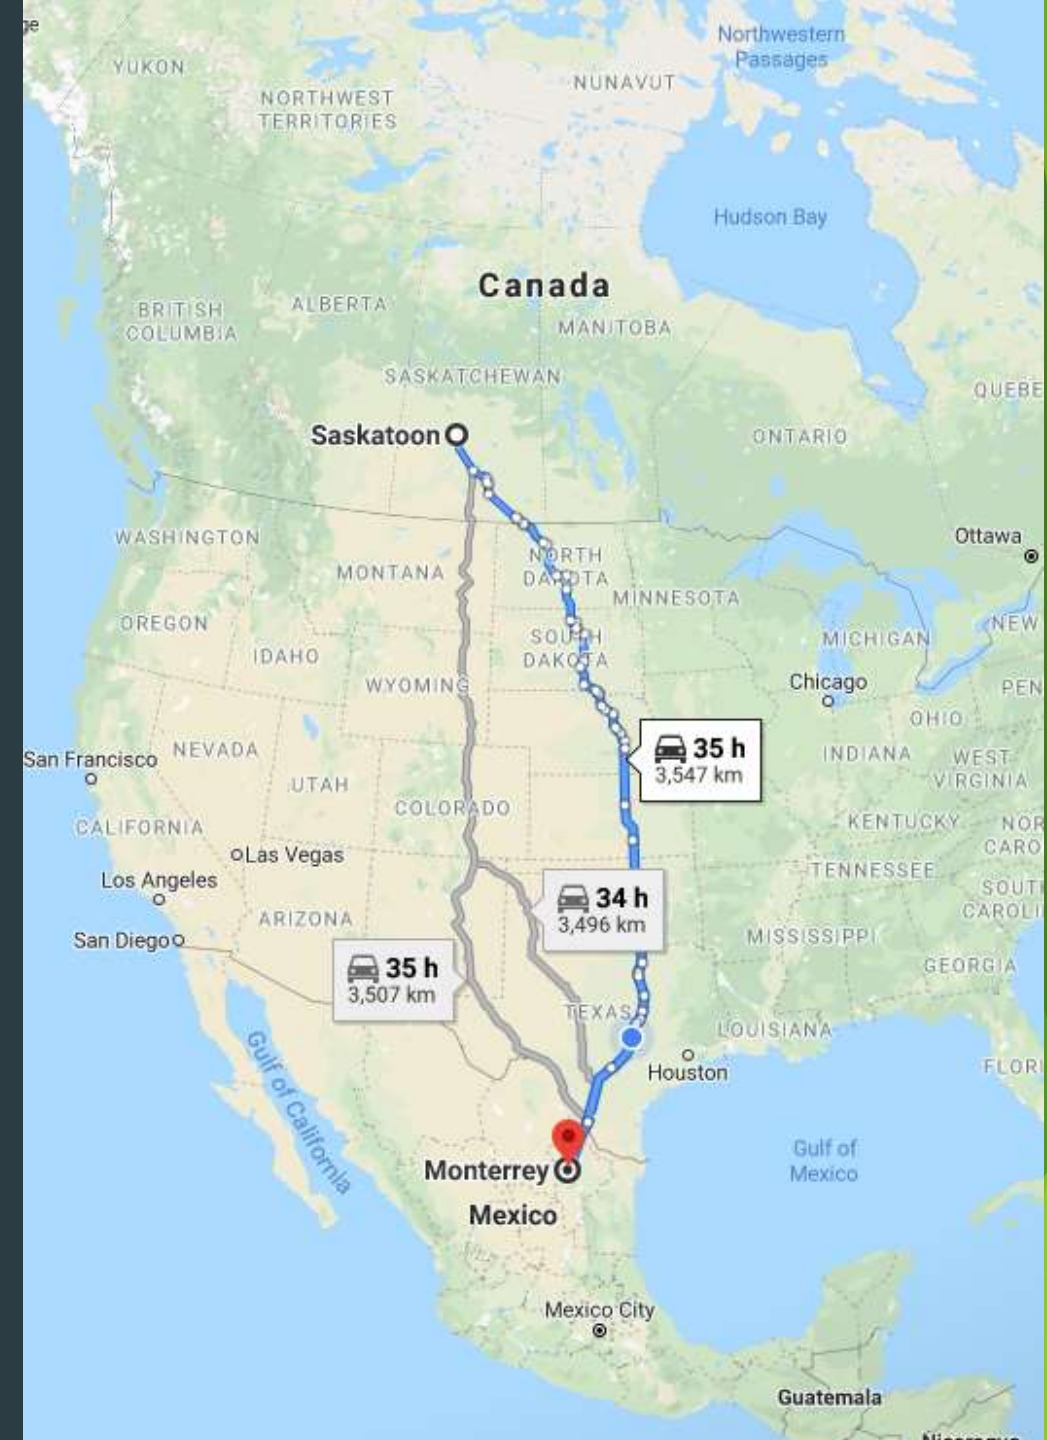 ge
Northwestern
Passages
YUKON
NUNAVUT
NORTHWEST
TERRITORIES
Hudson Bay
Canada
ALBERTA
BRITISH
COLUMBIA
MANITOBA
SASKATCHEWAN
QUEBE
Saskatoon
ONTARIO
WASHINGTON
Ottawa
NORTH
DAKOTA
MONTANA
MINNESOTA
OREGON
NEW
MICHIGAN
SOUTH
DAKOTA
IDAHO
WYOMING
Chicago
PEN
OHIO
San Francisco
NEVADA
35 h
3,547 km
INDIANA
WEST
VIRGINIA
UTAH
COLORADO
CALIFORNIA
KENTUCKY
NOR
CARO
Las Vegas
TENNESSEE
Los Angeles
34 h
3,496 km
SOUT
CAROLI
ARIZONA
San Diego
MISSISSIPPI
35 h
3,507 km
GEORGIA
TEXAS
LOUISIANA
Houston
FLORI
Gulf of California
Gulf of
Mexico
Monterrey
Mexico
Mexico City
Guatemala